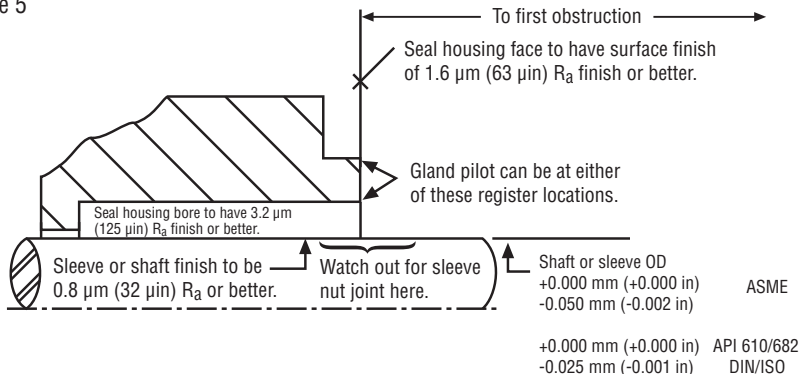 e 5
To first obstruction
Seal housing face to have surface finish
of 1.6 µm (63 µin) Ra finish or better.
Gland pilot can be at either
of these register locations.
Seal housing bore to have 3.2 µm
(125 µin) Ra finish or better.
Sleeve or shaft finish to be
0.8 µm (32 µin) Ra or better.
Watch out for sleeve
nut joint here.
Shaft or sleeve OD
+0.000 mm (+0.000 in)
-0.050 mm (-0.002 in)
ASME
+0.000 mm (+0.000 in) API 610/682
-0.025 mm (-0.001 in) DIN/ISO